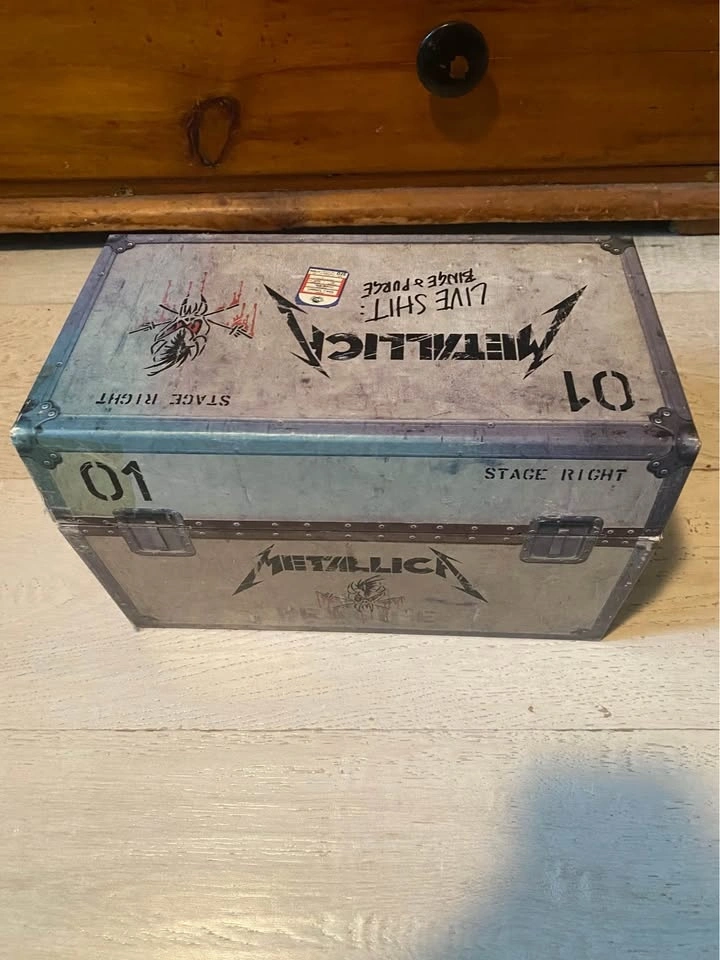 LIVE SHIT:
BINGE & PURGE
METALLICA
01
STAGE RIGHT
01
STAGE RIGHT
METALLICA